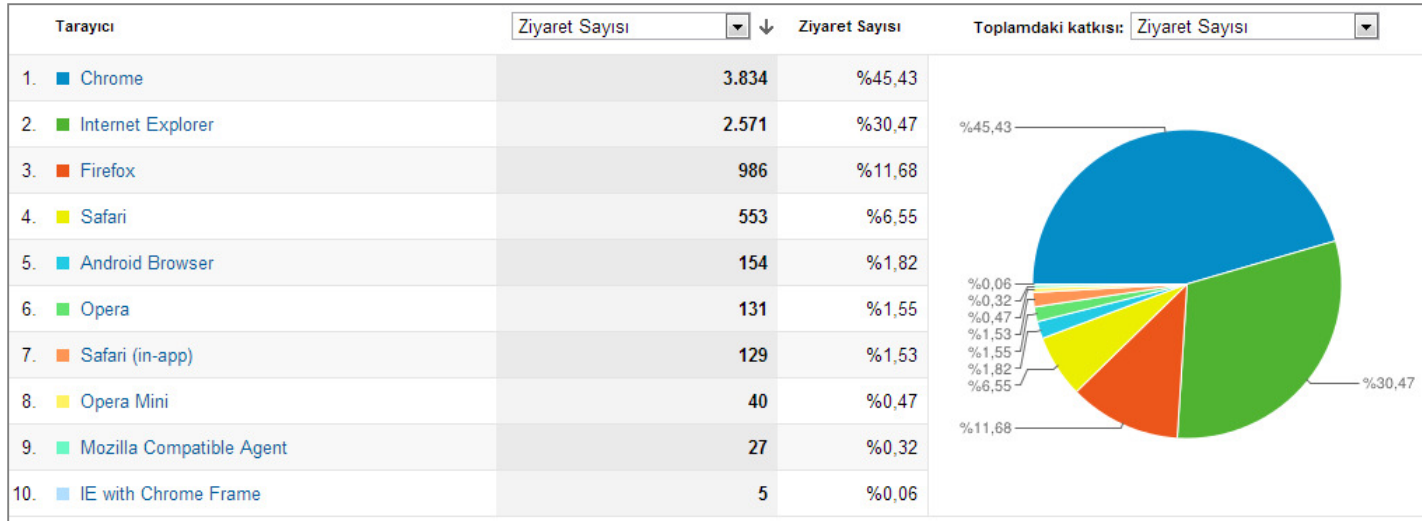 Tarayıcı Ziyaret Sayısı Ziyaret Sayısı Toplamdaki katkısı: Ziyaret Sayısı
1. Chrome 3.834 %45,43
2. Internet Explorer 2.571 %30,47
3. Firefox 986 %11,68
4. Safari 553 %6,55
5. Android Browser 154 %1,82
6. Opera 131 %1,55
7. Safari (in-app) 129 %1,53
8. Opera Mini 40 %0,47
9. Mozilla Compatible Agent 27 %0,32
10. IE with Chrome Frame 5 %0,06
%45,43
%0,06
%0,32
%0,47
%1,53
%1,55
%1,82
%6,55
%30,47
%11,68